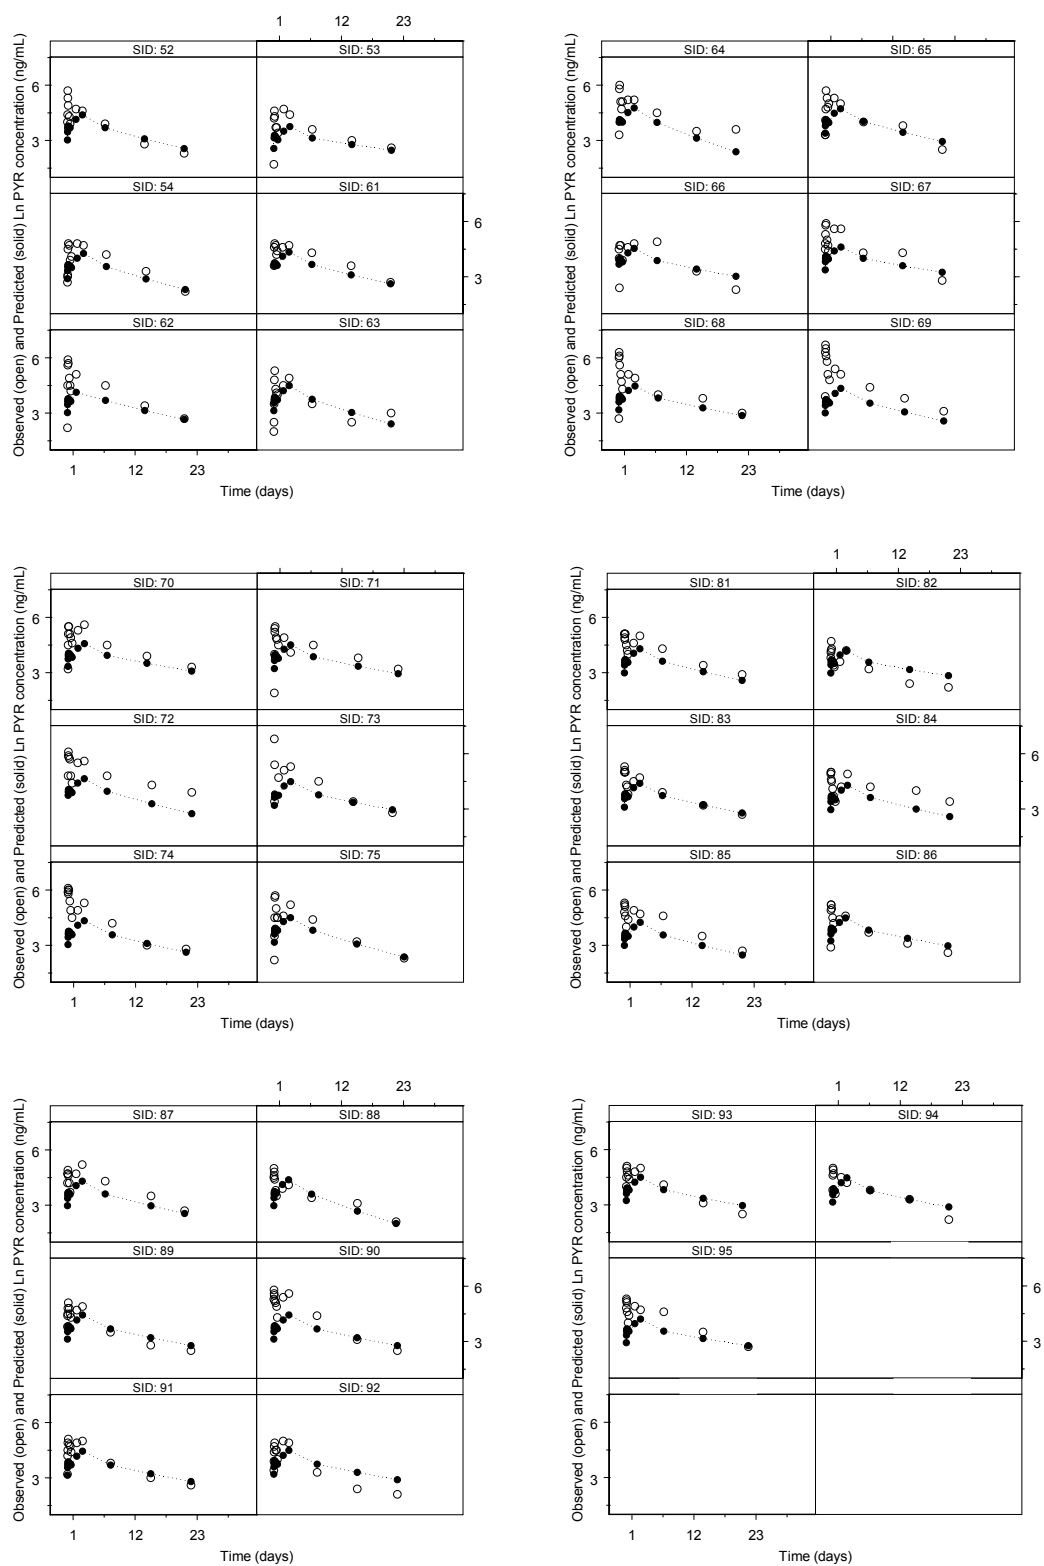 1 12 23
SID: 52 SID: 53
6
3
SID: 54 SID: 61
6
3
SID: 62 SID: 63
6
3
1 12 23
Time (days)
Observed (open) and Predicted (solid) Ln PYR concentration (ng/mL)
SID: 64 SID: 65
6
3
SID: 66 SID: 67
6
3
SID: 68 SID: 69
6
3
1 12 23
Time (days)
Observed (open) and Predicted (solid) Ln PYR concentration (ng/mL)
SID: 70 SID: 71
6
3
SID: 72 SID: 73
SID: 74 SID: 75
6
3
1 12 23
Time (days)
Observed (open) and Predicted (solid) Ln PYR concentration (ng/mL)
1 12 23
SID: 81 SID: 82
6
3
SID: 83 SID: 84
6
3
SID: 85 SID: 86
6
3
1 12 23
Time (days)
Observed (open) and Predicted (solid) Ln PYR concentration (ng/mL)
1 12 23
SID: 87 SID: 88
6
3
SID: 89 SID: 90
6
3
SID: 91 SID: 92
6
3
1 12 23
Time (days)
Observed (open) and Predicted (solid) Ln PYR concentration (ng/mL)
1 12 23
SID: 93 SID: 94
6
3
SID: 95
6
3
6
3
1 12 23
Time (days)
Observed (open) and Predicted (solid) Ln PYR concentration (ng/mL)